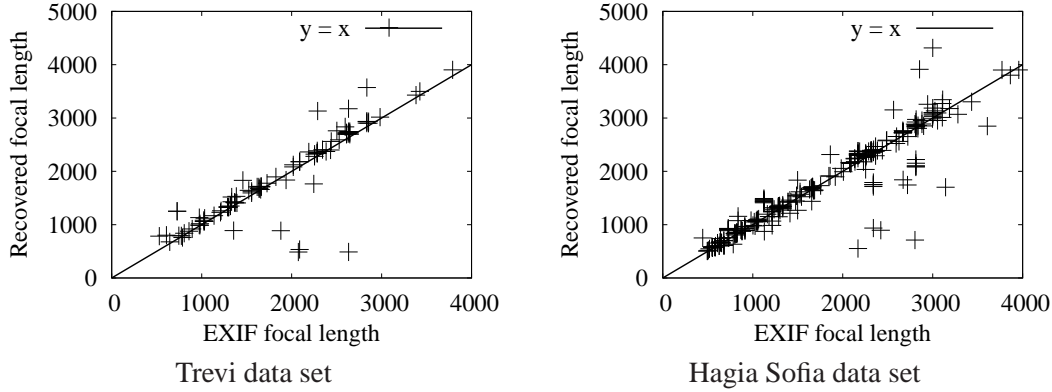 5000
4000
3000
2000
1000
0
Recovered focal length
y = x
0 1000 2000 3000 4000
EXIF focal length
Trevi data set
5000
4000
3000
2000
1000
0
Recovered focal length
y = x
0 1000 2000 3000 4000
EXIF focal length
Hagia Sofia data set